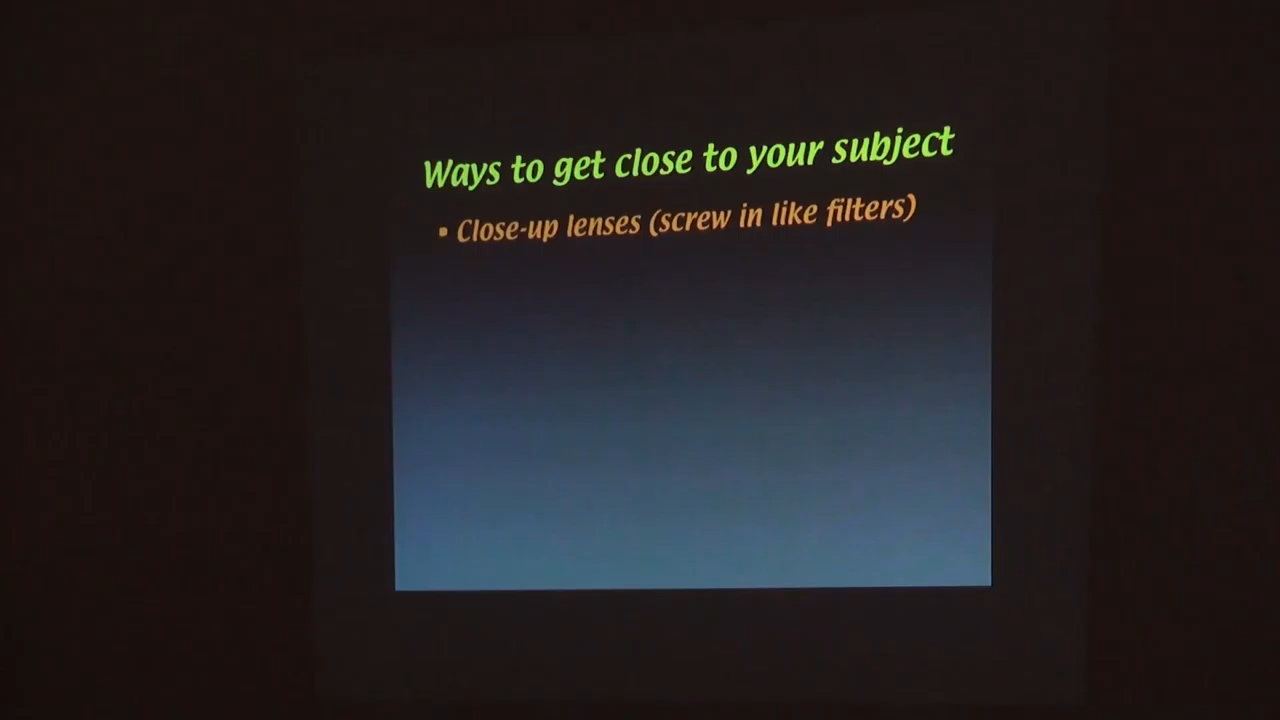 Ways to get close to your subject
• Close-up lenses (screw in like filters)